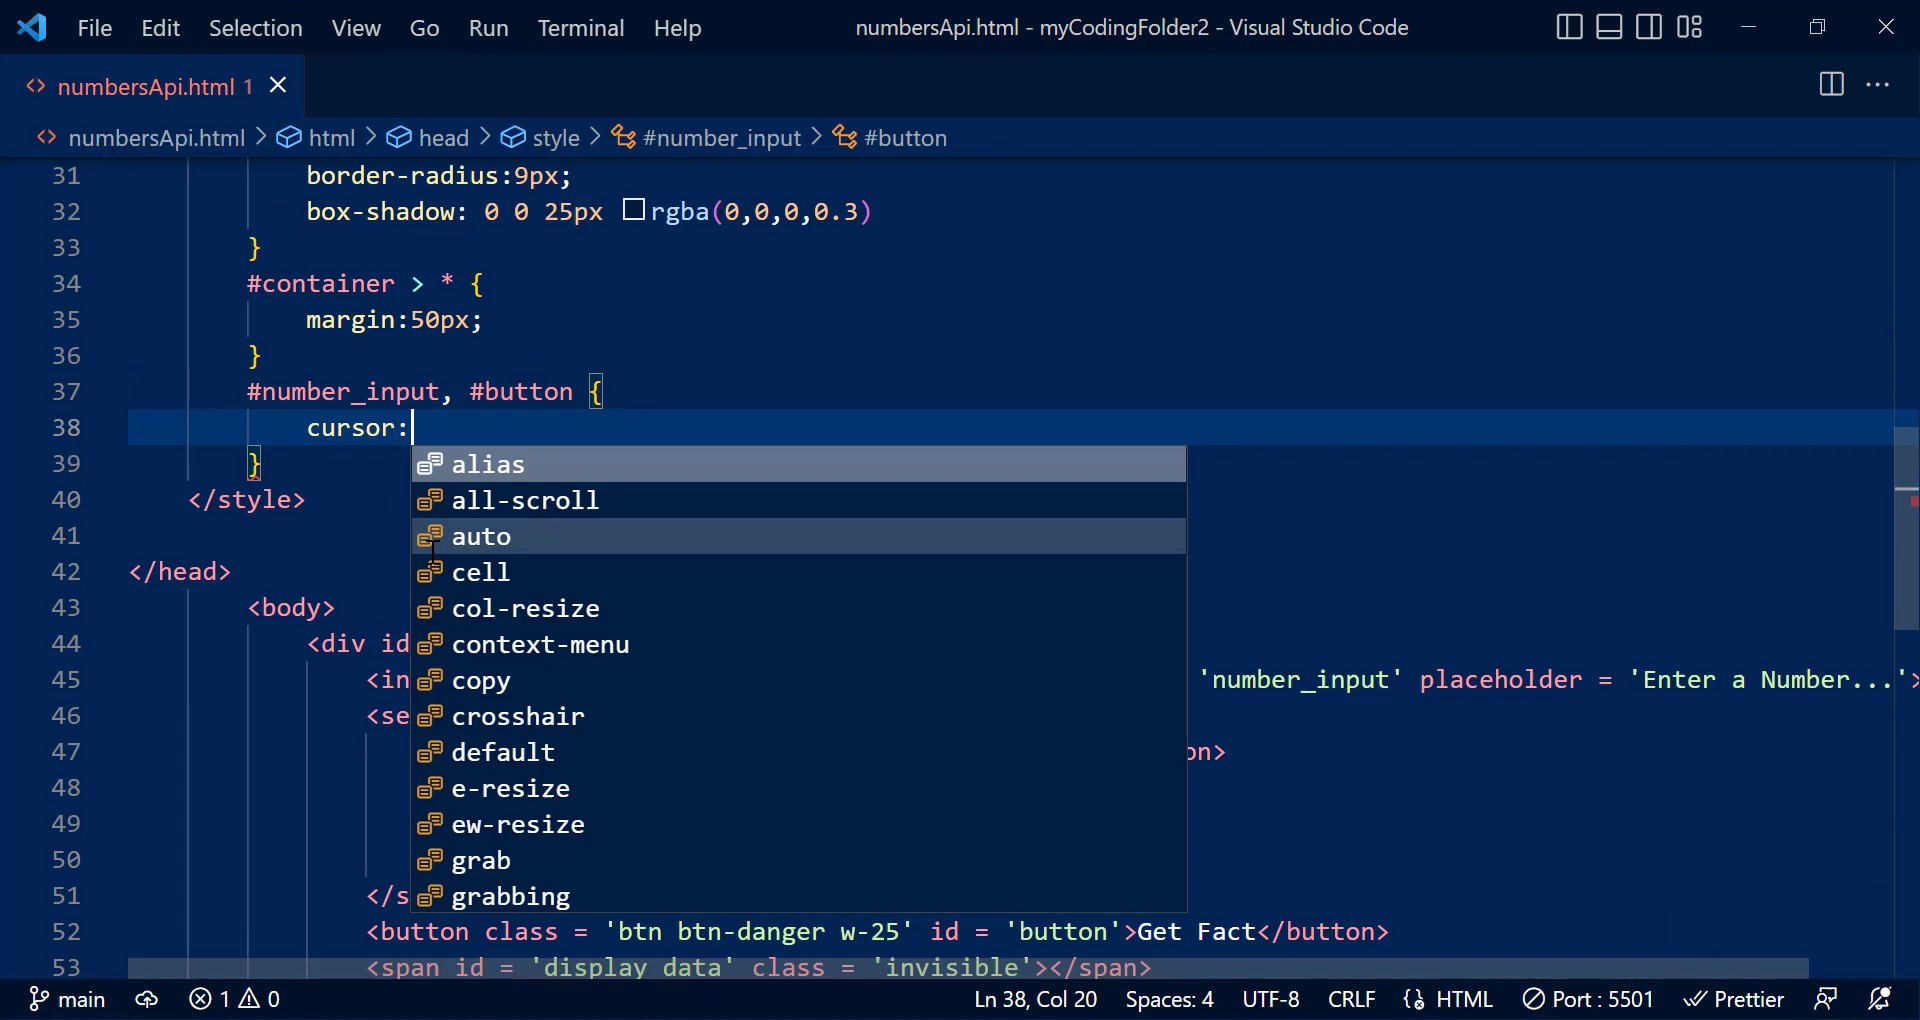 File Edit Selection View Go Run Terminal Help numbersApi.html - myCodingFolder2 - Visual Studio Code
<> numbersApi.html 1
<> numbersApi.html > html > head > style > #number_input > #button
31 border-radius:9px;
32 box-shadow: 0 0 25px rgba(0,0,0,0.3)
33 }
34 #container > * {
35 margin:50px;
36 }
37 #number_input, #button {
38 cursor:
39 } alias
40 </style> all-scroll
41 auto
42 </head> cell
43 <body> col-resize
44 <div id context-menu
45 <in copy 'number_input' placeholder = 'Enter a Number...'>
46 <se crosshair
47 default on>
48 e-resize
49 ew-resize
50 grab
51 </s grabbing
52 <button class = 'btn btn-danger w-25' id = 'button'>Get Fact</button>
53 <span id = 'display data' class = 'invisible'></span>
main 1 0 Ln 38, Col 20 Spaces: 4 UTF-8 CRLF {} HTML Port : 5501 Prettier